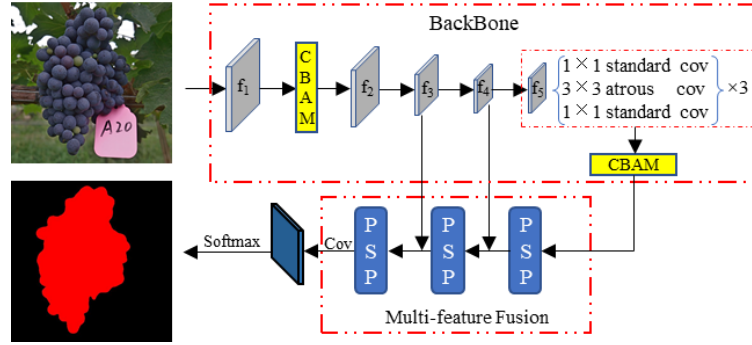 BackBone
A20
f1
C
B
A
M
f2
f3
f4
f5
1×1 standard cov
3×3 atrous cov
1×1 standard cov
×3
CBAM
Softmax
Cov
P
S
P
P
S
P
P
S
P
Multi-feature Fusion